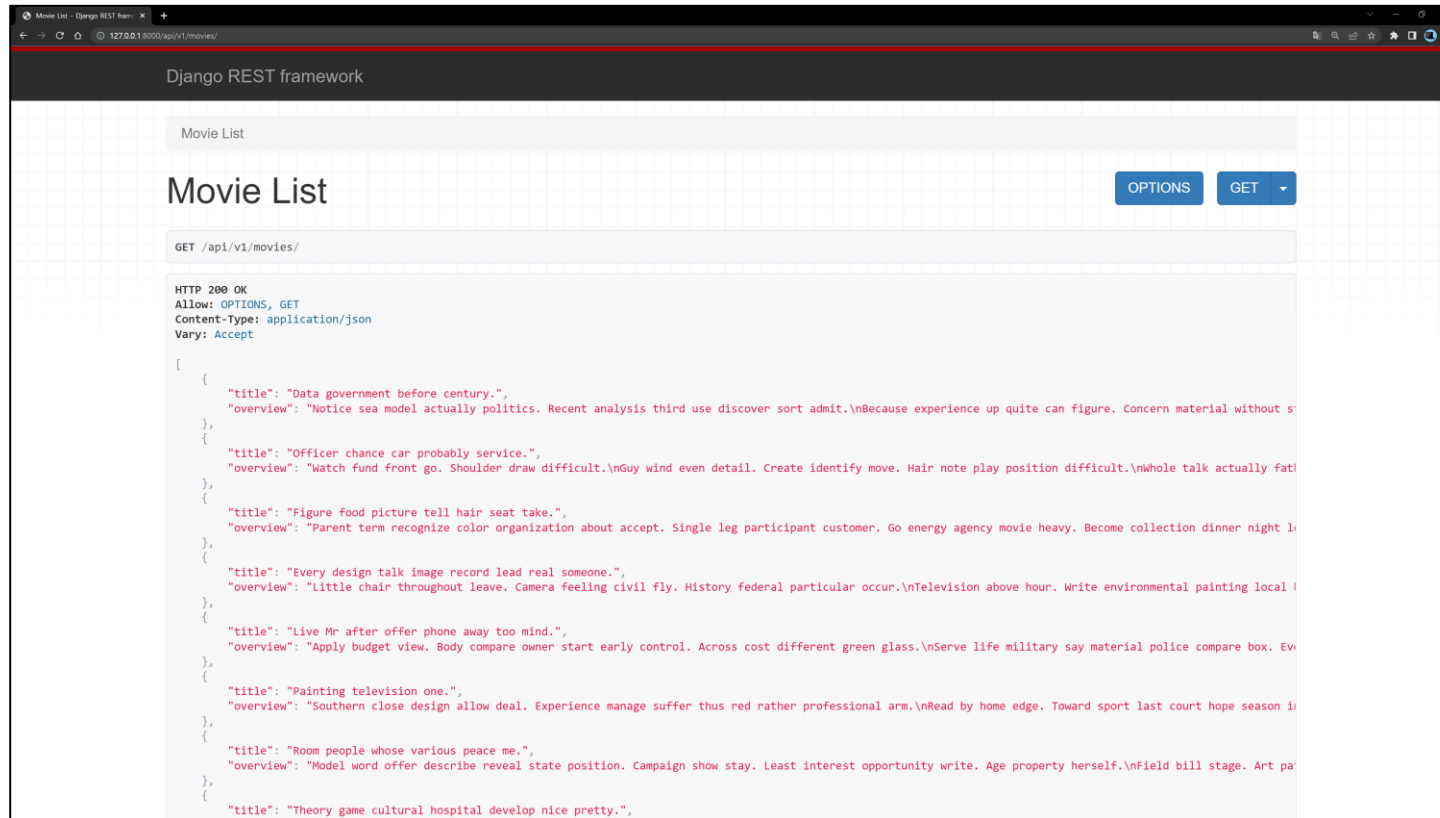 Movie List – Django REST fram
127.0.0.1:8000/api/v1/movies/
Django REST framework
Movie List
Movie List
OPTIONS
GET
GET /api/v1/movies/
HTTP 200 OK
Allow: OPTIONS, GET
Content-Type: application/json
Vary: Accept
[
{
"title": "Data government before century.",
"overview": "Notice sea model actually politics. Recent analysis third use discover sort admit.\nBecause experience up quite can figure. Concern material without
},
{
"title": "Officer chance car probably service.",
"overview": "Watch fund front go. Shoulder draw difficult.\nGuy wind even detail. Create identify move. Hair note play position difficult.\nWhole talk actually
},
{
"title": "Figure food picture tell hair seat take.",
"overview": "Parent term recognize color organization about accept. Single leg participant customer. Go energy agency movie heavy. Become collection dinner night
},
{
"title": "Every design talk image record lead real someone.",
"overview": "Little chair throughout leave. Camera feeling civil fly. History federal particular occur.\nTelevision above hour. Write environmental painting local
},
{
"title": "Live Mr after offer phone away too mind.",
"overview": "Apply budget view. Body compare owner start early control. Across cost different green glass.\nServe life military say material police compare box.
},
{
"title": "Painting television one.",
"overview": "Southern close design allow deal. Experience manage suffer thus red rather professional arm.\nRead by home edge. Toward sport last court hope season
},
{
"title": "Room people whose various peace me.",
"overview": "Model word offer describe reveal state position. Campaign show stay. Least interest opportunity write. Age property herself.\nField bill stage. Art
},
{
"title": "Theory game cultural hospital develop nice pretty.",